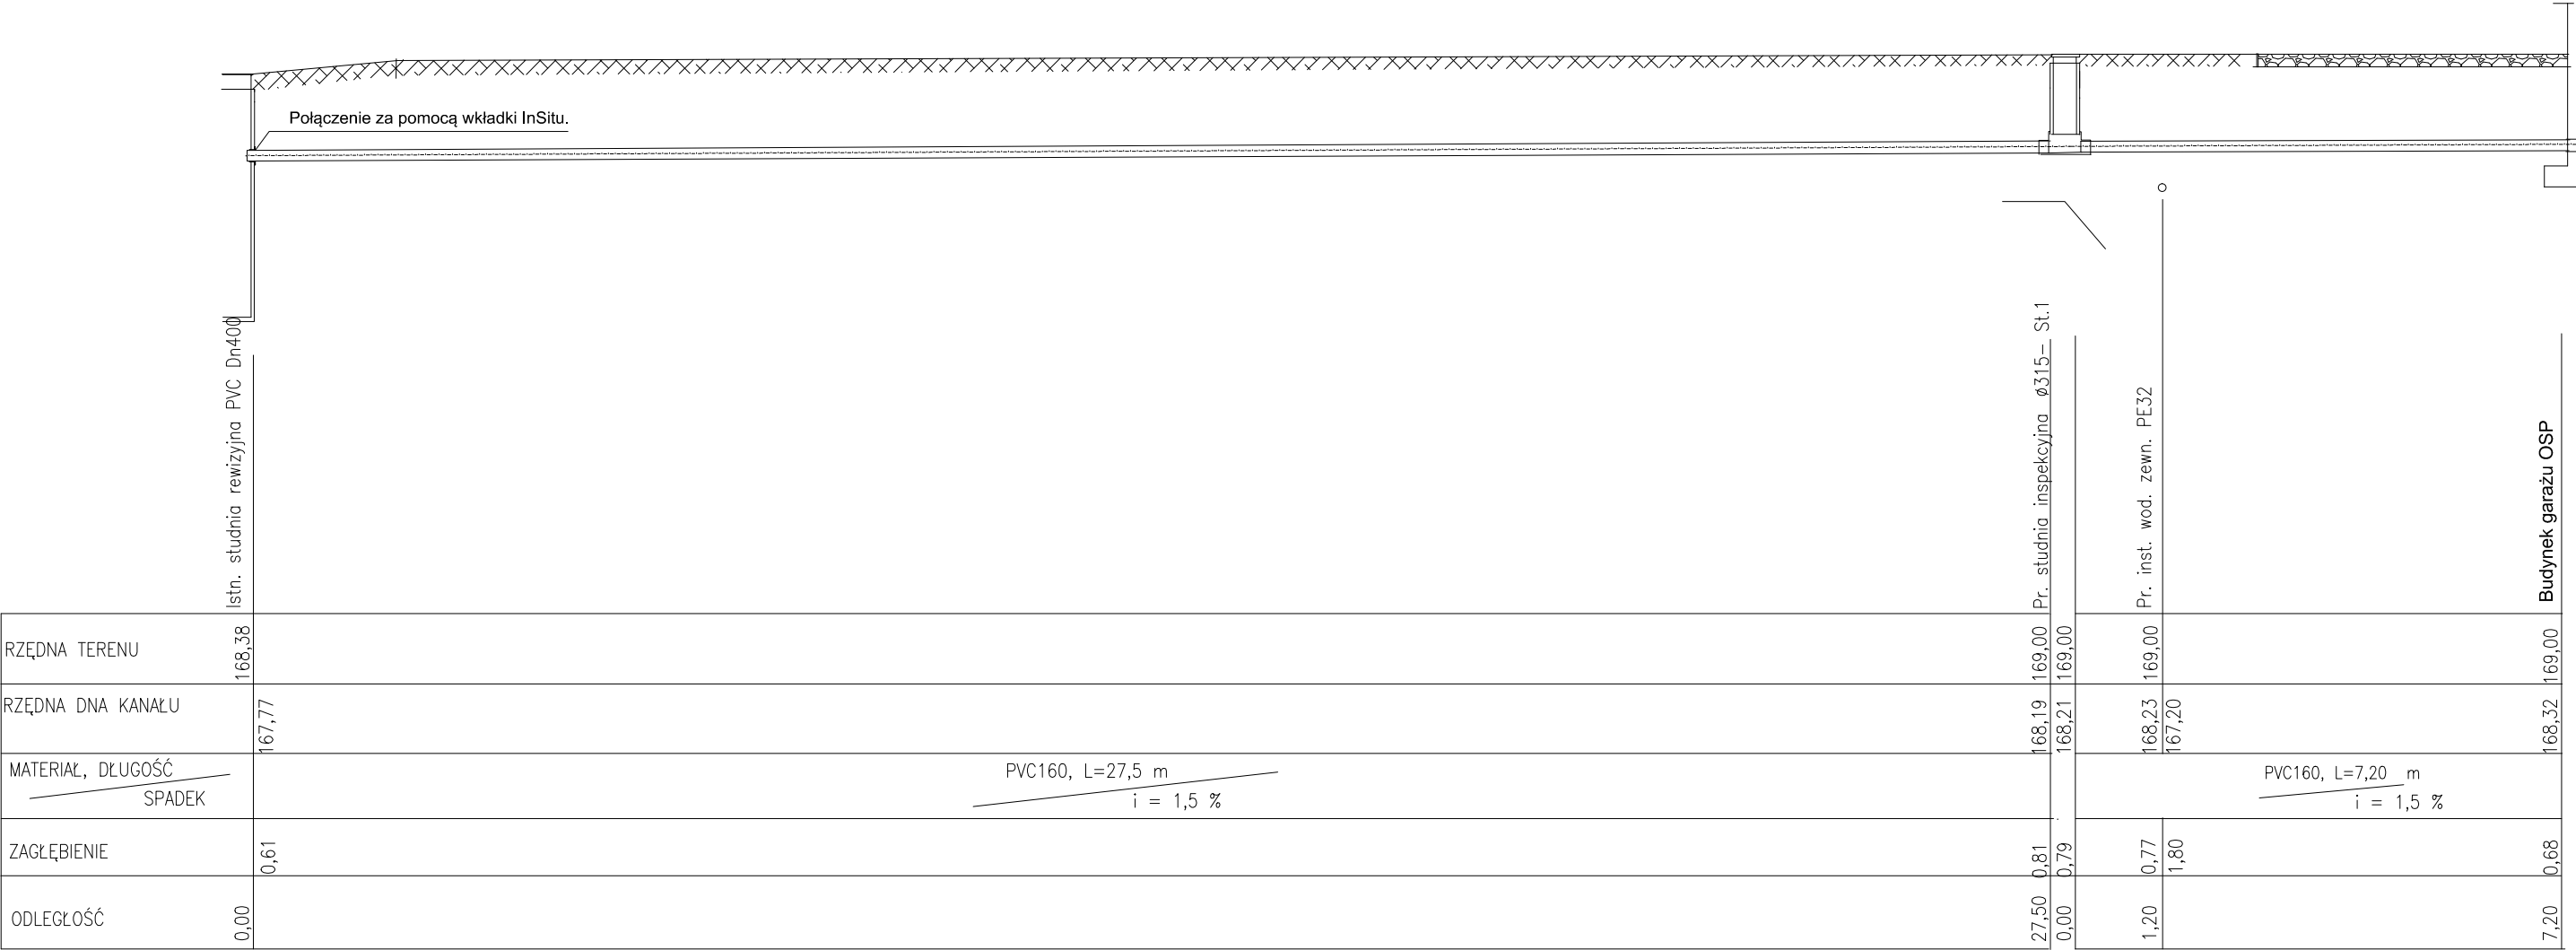 Połączenie za pomocą wkładki InSitu.
Istn. studnia rewizyjna PVC Dn400
Pr. studnia inspekcyjna ø315- St.1
Pr. inst. wod. zewn. PE32
Budynek garażu OSP
RZĘDNA TERENU 168,38 169,00 169,00 169,00 169,00
RZĘDNA DNA KANAŁU 167,77 168,19 168,21 168,23 167,20 168,32
MATERIAŁ, DŁUGOŚĆ PVC160, L=27,5 m PVC160, L=7,20 m
SPADEK i = 1,5 % i = 1,5 %
ZAGŁĘBIENIE 0,61 0,81 0,79 0,77 1,80 0,68
ODLEGŁOŚĆ 0,00 27,50 0,00 1,20 7,20